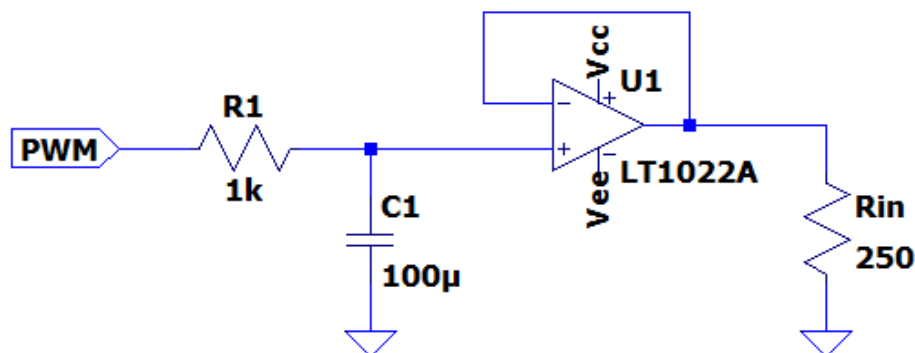 PWM
R1
1k
C1
100µ
Vcc
U1
−
+
+
−
LT1022A
Vee
Rin
250